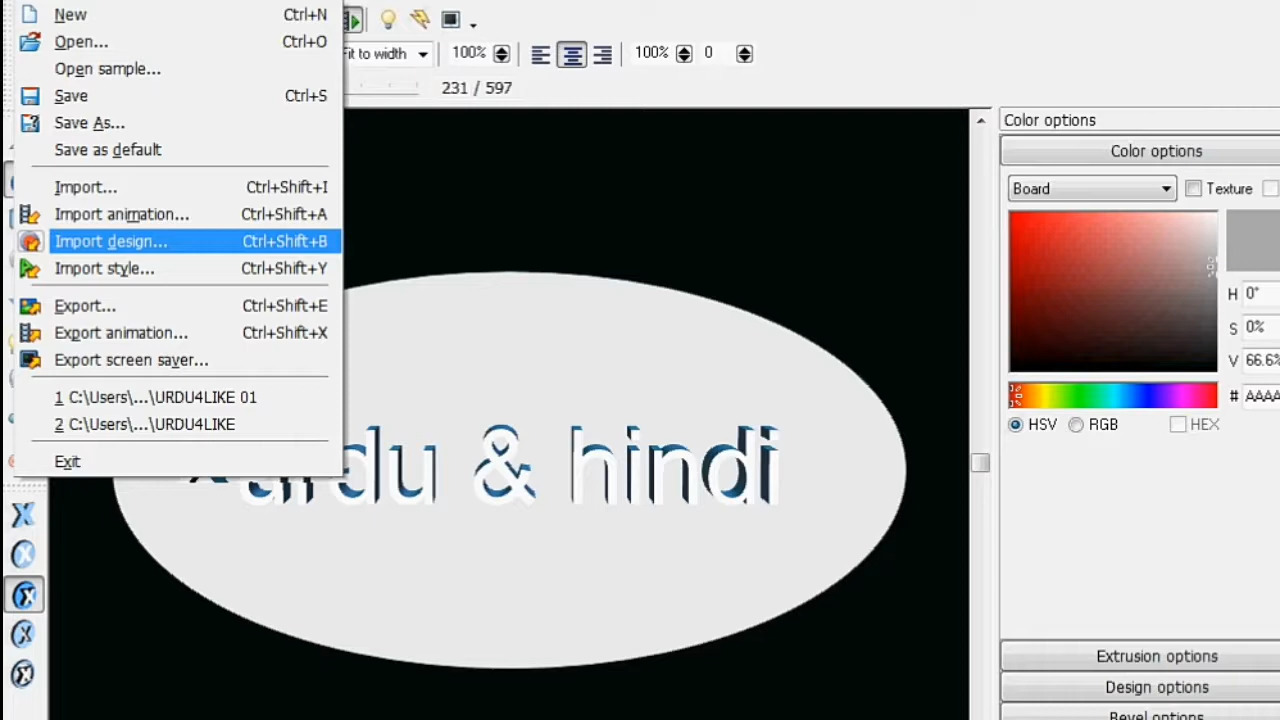 New Ctrl+N
Open... Ctrl+O
Open sample...
Save Ctrl+S
Save As...
Save as default
Import... Ctrl+Shift+I
Import animation... Ctrl+Shift+A
Import design... Ctrl+Shift+B
Import style... Ctrl+Shift+Y
Export... Ctrl+Shift+E
Export animation... Ctrl+Shift+X
Export screen saver...
1 C:\Users\...\URDU4LIKE 01
2 C:\Users\...\URDU4LIKE
Exit
to width 100% 100% 0
231 / 597
urdu & hindi
Color options
Color options
Board Texture
H 0°
S 0%
V 66.6%
# AAAA
HSV RGB HEX
Extrusion options
Design options
Bevel options